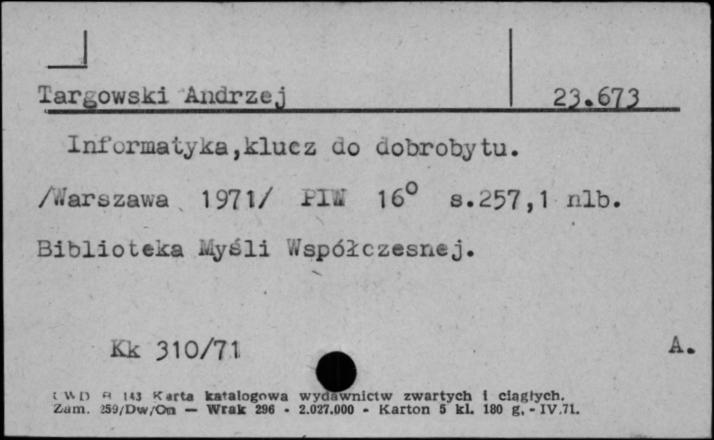 Targowski Andrzej 23.673
Informatyka,klucz do dobrobytu.
/Warszawa 1971/ PIW 16° s.257,1 nlb.
Biblioteka Myśli Współczesnej.
Kk 310/71 A.
143 Karta katalogowa wydawnictw zwartych i ciągłych.
Zam. 259/Dw/On — Wrak 296 - 2.027.000 - Karton 5 kl. 180 g. - IV.71.